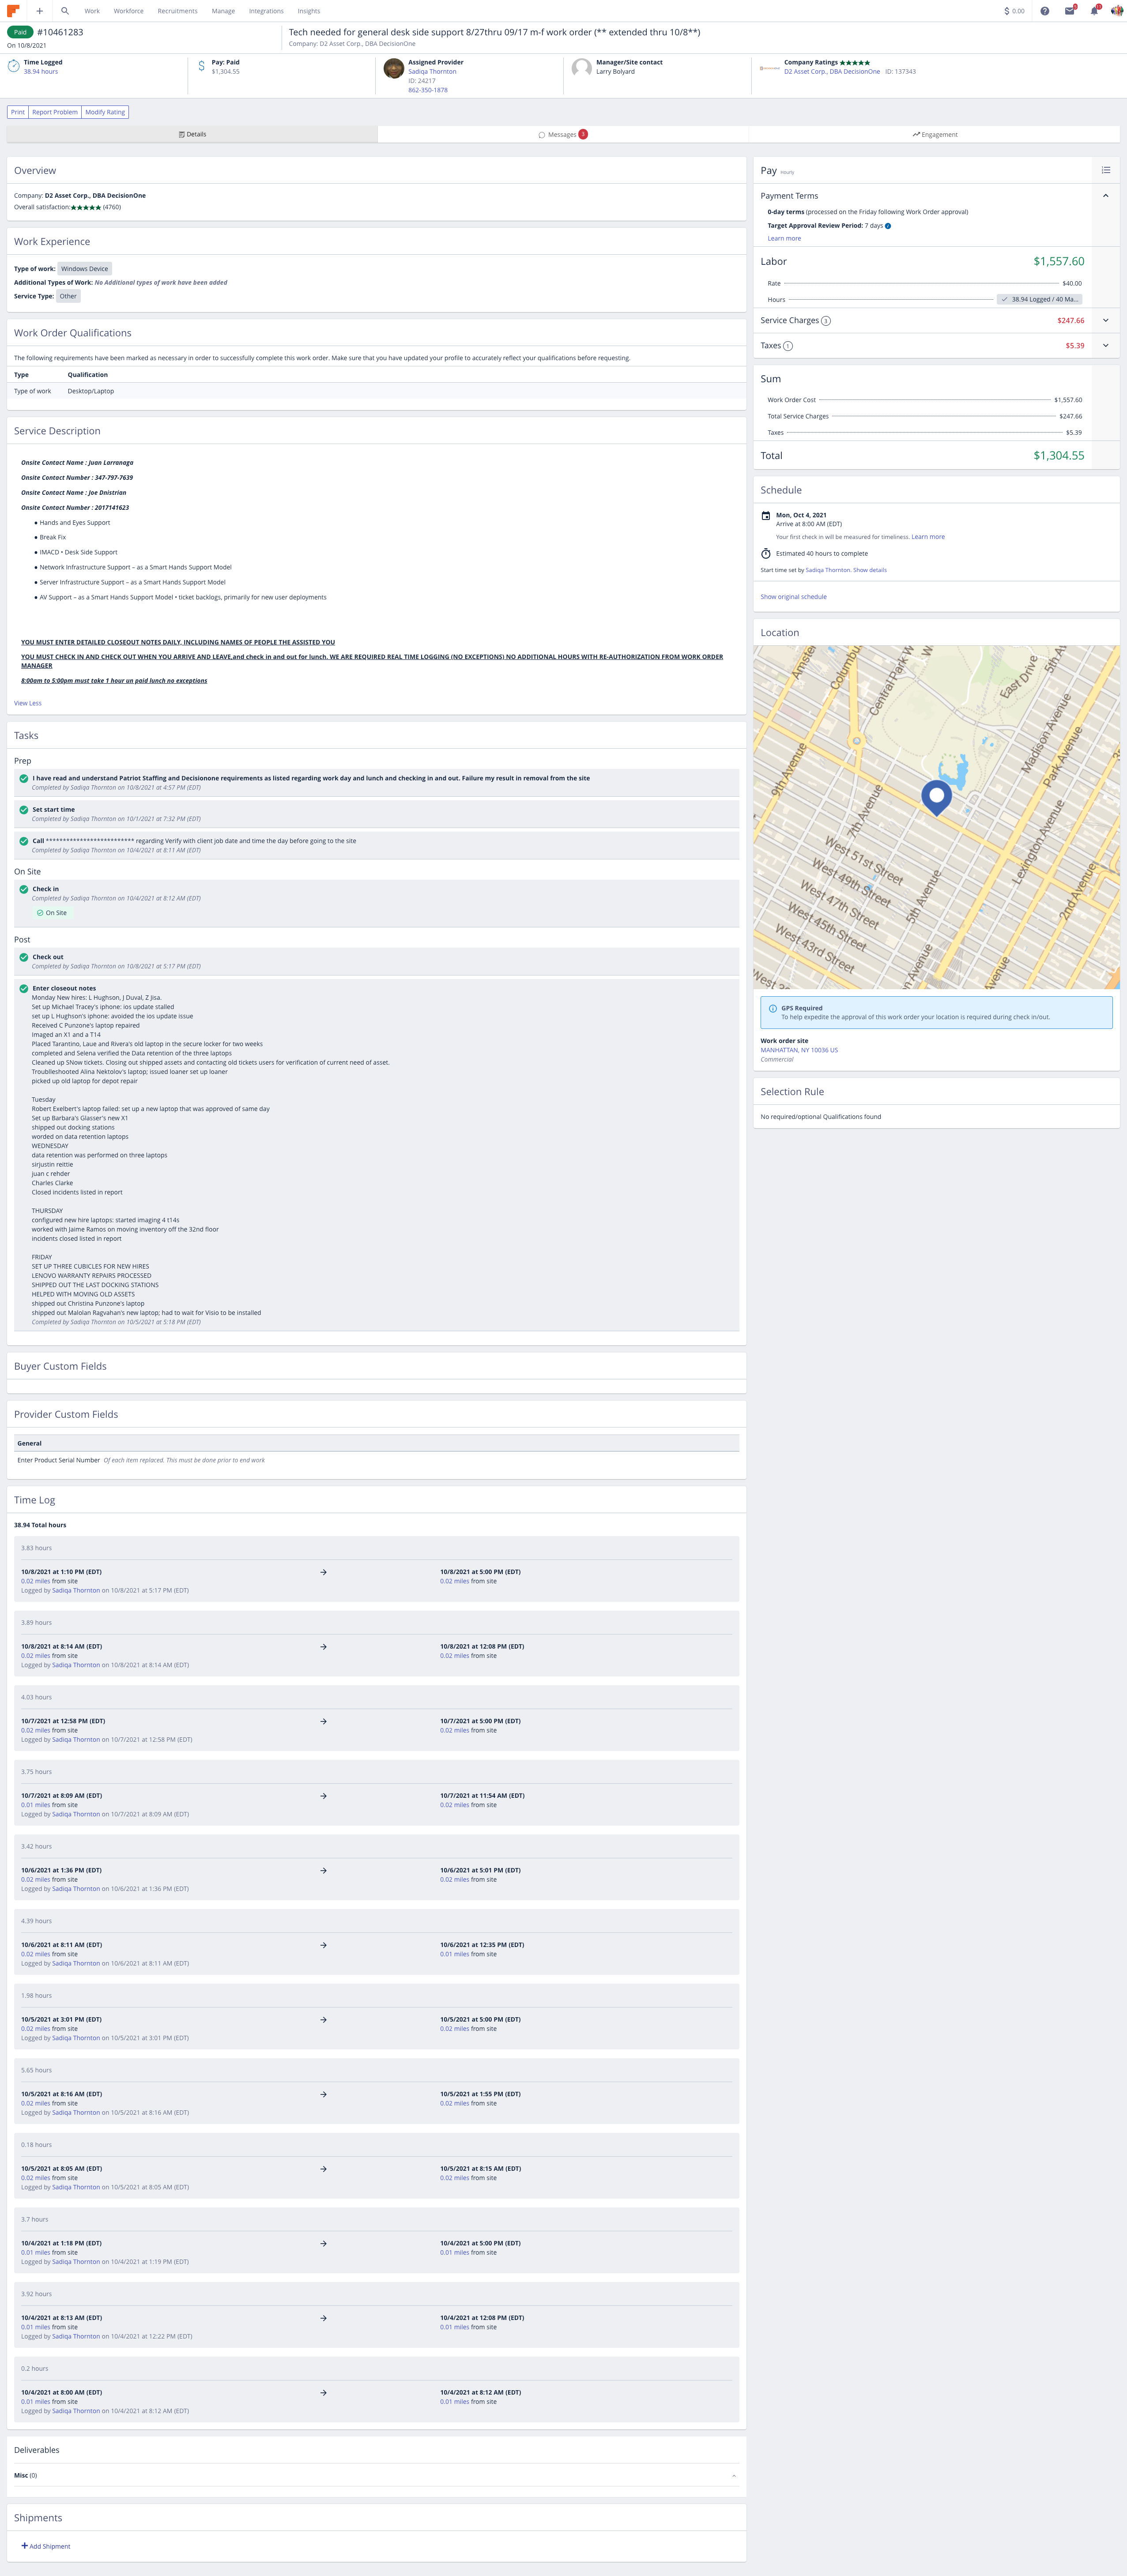 Work Workforce Recruitments Manage Integrations Insights 0.00
Paid #10461283
On 10/8/2021
Tech needed for general desk side support 8/27thru 09/17 m-f work order (** extended thru 10/8**)
Company: D2 Asset Corp., DBA DecisionOne
Time Logged
38.94 hours
Pay: Paid
$1,304.55
Assigned Provider
Sadiqa Thornton
ID: 24217
862-350-1878
Manager/Site contact
Larry Bolyard
Company Ratings ★★★★★
D2 Asset Corp., DBA DecisionOne ID: 137343
Print Report Problem Modify Rating
Details
Messages 3
Engagement
Overview
Company: D2 Asset Corp., DBA DecisionOne
Overall satisfaction:★★★★★ (4760)
Work Experience
Type of work: Windows Device
Additional Types of Work: No Additional types of work have been added
Service Type: Other
Work Order Qualifications
The following requirements have been marked as necessary in order to successfully complete this work order. Make sure that you have updated your profile to accurately reflect your qualifications before requesting.
Type Qualification
Type of work Desktop/Laptop
Service Description
Onsite Contact Name : Juan Larranaga
Onsite Contact Number : 347-797-7639
Onsite Contact Name : Joe Dnistrian
Onsite Contact Number : 2017141623
● Hands and Eyes Support
● Break Fix
● IMACD • Desk Side Support
● Network Infrastructure Support – as a Smart Hands Support Model
● Server Infrastructure Support – as a Smart Hands Support Model
● AV Support – as a Smart Hands Support Model • ticket backlogs, primarily for new user deployments
YOU MUST ENTER DETAILED CLOSEOUT NOTES DAILY, INCLUDING NAMES OF PEOPLE THE ASSISTED YOU
YOU MUST CHECK IN AND CHECK OUT WHEN YOU ARRIVE AND LEAVE,and check in and out for lunch. WE ARE REQUIRED REAL TIME LOGGING (NO EXCEPTIONS) NO ADDITIONAL HOURS WITH RE-AUTHORIZATION FROM WORK ORDER
MANAGER
8:00am to 5:00pm must take 1 hour un paid lunch no exceptions
View Less
Tasks
Prep
I have read and understand Patriot Staffing and Decisionone requirements as listed regarding work day and lunch and checking in and out. Failure my result in removal from the site
Completed by Sadiqa Thornton on 10/8/2021 at 4:57 PM (EDT)
Set start time
Completed by Sadiqa Thornton on 10/1/2021 at 7:32 PM (EDT)
Call ************************** regarding Verify with client job date and time the day before going to the site
Completed by Sadiqa Thornton on 10/4/2021 at 8:11 AM (EDT)
On Site
Check in
Completed by Sadiqa Thornton on 10/4/2021 at 8:12 AM (EDT)
On Site
Post
Check out
Completed by Sadiqa Thornton on 10/8/2021 at 5:17 PM (EDT)
Enter closeout notes
Monday New hires: L Hughson, J Duval, Z Jisa.
Set up Michael Tracey's iphone: ios update stalled
set up L Hughson's iphone: avoided the ios update issue
Received C Punzone's laptop repaired
Imaged an X1 and a T14
Placed Tarantino, Laue and Rivera's old laptop in the secure locker for two weeks
completed and Selena verified the Data retention of the three laptops
Cleaned up SNow tickets. Closing out shipped assets and contacting old tickets users for verification of current need of asset.
Troublleshooted Alina Nektolov's laptop; issued loaner set up loaner
picked up old laptop for depot repair
Tuesday
Robert Exelbert's laptop failed: set up a new laptop that was approved of same day
Set up Barbara's Glasser's new X1
shipped out docking stations
worded on data retention laptops
WEDNESDAY
data retention was performed on three laptops
sirjustin reittie
juan c rehder
Charles Clarke
Closed incidents listed in report
THURSDAY
configured new hire laptops: started imaging 4 t14s
worked with Jaime Ramos on moving inventory off the 32nd floor
incidents closed listed in report
FRIDAY
SET UP THREE CUBICLES FOR NEW HIRES
LENOVO WARRANTY REPAIRS PROCESSED
SHIPPED OUT THE LAST DOCKING STATIONS
HELPED WITH MOVING OLD ASSETS
shipped out Christina Punzone's laptop
shipped out Malolan Ragvahan's new laptop; had to wait for Visio to be installed
Completed by Sadiqa Thornton on 10/5/2021 at 5:18 PM (EDT)
Buyer Custom Fields
Provider Custom Fields
General
Enter Product Serial Number Of each item replaced. This must be done prior to end work
Time Log
38.94 Total hours
3.83 hours
10/8/2021 at 1:10 PM (EDT) → 10/8/2021 at 5:00 PM (EDT)
0.02 miles from site 0.02 miles from site
Logged by Sadiqa Thornton on 10/8/2021 at 5:17 PM (EDT)
3.89 hours
10/8/2021 at 8:14 AM (EDT) → 10/8/2021 at 12:08 PM (EDT)
0.02 miles from site 0.02 miles from site
Logged by Sadiqa Thornton on 10/8/2021 at 8:14 AM (EDT)
4.03 hours
10/7/2021 at 12:58 PM (EDT) → 10/7/2021 at 5:00 PM (EDT)
0.02 miles from site 0.02 miles from site
Logged by Sadiqa Thornton on 10/7/2021 at 12:58 PM (EDT)
3.75 hours
10/7/2021 at 8:09 AM (EDT) → 10/7/2021 at 11:54 AM (EDT)
0.01 miles from site 0.02 miles from site
Logged by Sadiqa Thornton on 10/7/2021 at 8:09 AM (EDT)
3.42 hours
10/6/2021 at 1:36 PM (EDT) → 10/6/2021 at 5:01 PM (EDT)
0.02 miles from site 0.02 miles from site
Logged by Sadiqa Thornton on 10/6/2021 at 1:36 PM (EDT)
4.39 hours
10/6/2021 at 8:11 AM (EDT) → 10/6/2021 at 12:35 PM (EDT)
0.02 miles from site 0.01 miles from site
Logged by Sadiqa Thornton on 10/6/2021 at 8:11 AM (EDT)
1.98 hours
10/5/2021 at 3:01 PM (EDT) → 10/5/2021 at 5:00 PM (EDT)
0.02 miles from site 0.02 miles from site
Logged by Sadiqa Thornton on 10/5/2021 at 3:01 PM (EDT)
5.65 hours
10/5/2021 at 8:16 AM (EDT) → 10/5/2021 at 1:55 PM (EDT)
0.02 miles from site 0.02 miles from site
Logged by Sadiqa Thornton on 10/5/2021 at 8:16 AM (EDT)
0.18 hours
10/5/2021 at 8:05 AM (EDT) → 10/5/2021 at 8:15 AM (EDT)
0.02 miles from site 0.02 miles from site
Logged by Sadiqa Thornton on 10/5/2021 at 8:05 AM (EDT)
3.7 hours
10/4/2021 at 1:18 PM (EDT) → 10/4/2021 at 5:00 PM (EDT)
0.01 miles from site 0.01 miles from site
Logged by Sadiqa Thornton on 10/4/2021 at 1:19 PM (EDT)
3.92 hours
10/4/2021 at 8:13 AM (EDT) → 10/4/2021 at 12:08 PM (EDT)
0.01 miles from site 0.01 miles from site
Logged by Sadiqa Thornton on 10/4/2021 at 12:22 PM (EDT)
0.2 hours
10/4/2021 at 8:00 AM (EDT) → 10/4/2021 at 8:12 AM (EDT)
0.01 miles from site 0.01 miles from site
Logged by Sadiqa Thornton on 10/4/2021 at 8:12 AM (EDT)
Deliverables
Misc (0)
Shipments
Add Shipment
Pay Hourly
Payment Terms
0-day terms (processed on the Friday following Work Order approval)
Target Approval Review Period: 7 days
Learn more
Labor $1,557.60
Rate $40.00
Hours 38.94 Logged / 40 Ma...
Service Charges 3 $247.66
Taxes 1 $5.39
Sum
Work Order Cost $1,557.60
Total Service Charges $247.66
Taxes $5.39
Total $1,304.55
Schedule
Mon, Oct 4, 2021
Arrive at 8:00 AM (EDT)
Your first check in will be measured for timeliness. Learn more
Estimated 40 hours to complete
Start time set by Sadiqa Thornton. Show details
Show original schedule
Location
Amster
Columbu
Central Park W
East Drive
5th A
Madison Avenue
Park Avenue
9th Avenue
7th Avenue
Lexington Avenue
2nd Avenue
West 51st Street
West 49th Street
West 47th Street
West 45th Street
West 43rd Street
5th Avenue
GPS Required
To help expedite the approval of this work order your location is required during check in/out.
Work order site
MANHATTAN, NY 10036 US
Commercial
Selection Rule
No required/optional Qualifications found